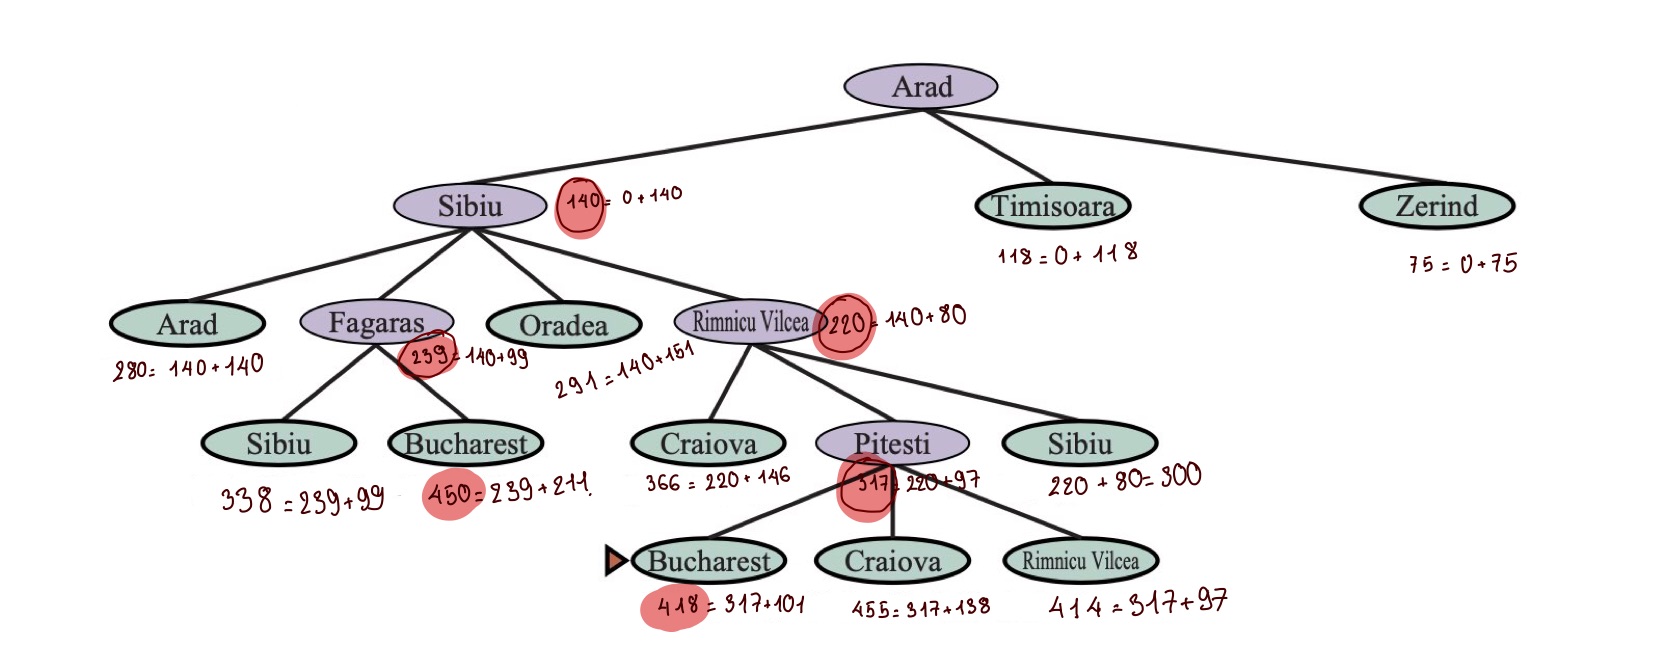 Arad
Sibiu
140 = 0 + 140
Timisoara
Zerind
118 = 0 + 118
75 = 0 + 75
Arad
Fagaras
Oradea
Rimnicu Vilcea
220 = 140 + 80
280 = 140 + 140
239 = 140 + 99
291 = 140 + 151
Sibiu
Bucharest
Craiova
Pitesti
Sibiu
338 = 239 + 99
450 = 239 + 211
366 = 220 + 146
317 = 220 + 97
220 + 80 = 300
Bucharest
Craiova
Rimnicu Vilcea
418 = 317 + 101
455 = 317 + 138
414 = 317 + 97